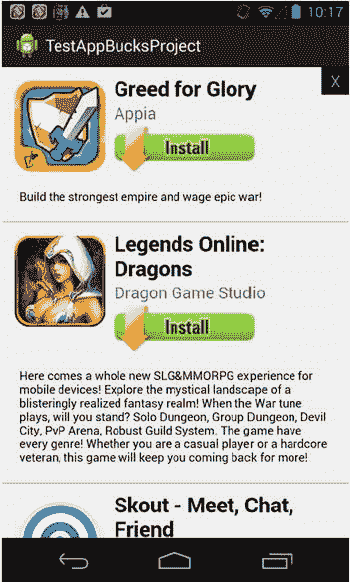 10:17
TestAppBucksProject
X
Greed for Glory
Appia
Install
Build the strongest empire and wage epic war!
Legends Online:
Dragons
Dragon Game Studio
Install
Here comes a whole new SLG&MMORPG experience for
mobile devices! Explore the mystical landscape of a
blisteringly realized fantasy realm! When the War tune
plays, will you stand? Solo Dungeon, Group Dungeon, Devil
City, PvP Arena, Robust Guild System. The game have
every genre! Whether you are a casual player or a hardcore
veteran, this game will keep you coming back for more!
Skout - Meet, Chat,
Friend